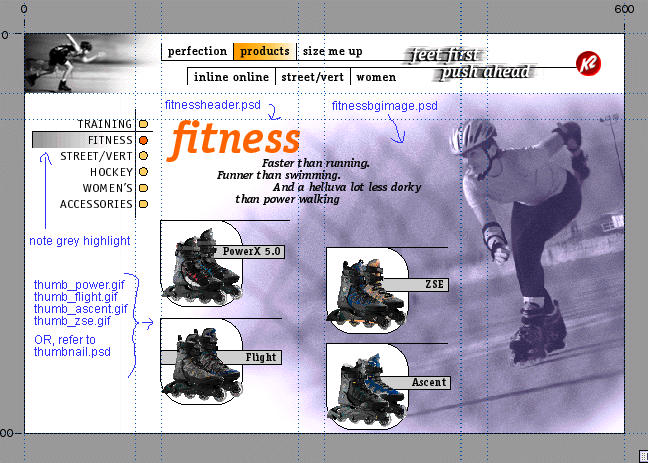 0
600
0
perfection products size me up
feet first
push ahead
K2
inline online street/vert women
fitnessheader.psd
fitnessbgimage.psd
TRAINING
FITNESS
STREET/VERT
HOCKEY
WOMEN'S
ACCESSORIES
fitness
Faster than running.
Funner than swimming.
And a helluva lot less dorky
than power walking
note grey highlight
PowerX 5.0
ZSE
thumb_power.gif
thumb_flight.gif
thumb_ascent.gif
thumb_zse.gif
OR, refer to
thumbnail.psd
Flight
Ascent
00